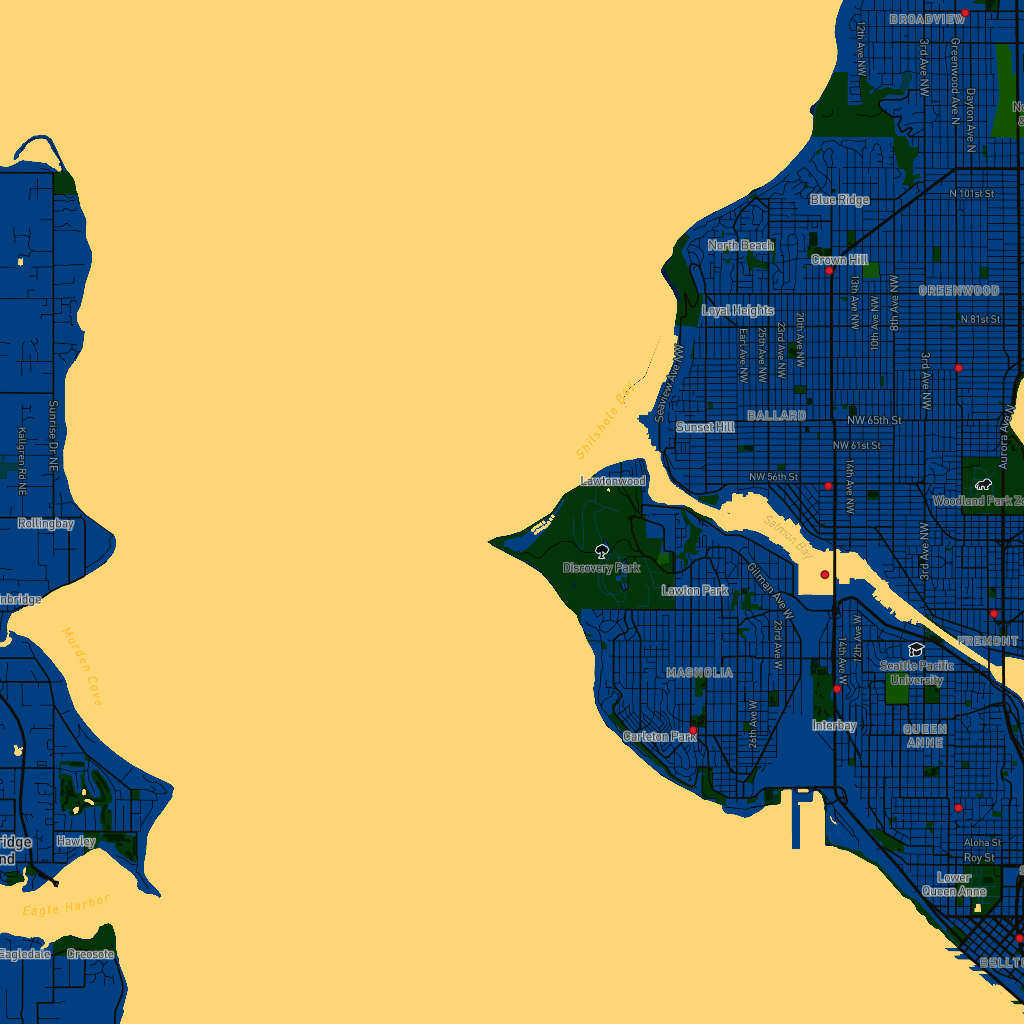 BROADVIEW
12th Ave NW
3rd Ave NW
Greenwood Ave N
Dayton Ave N
N 101st St
Blue Ridge
North Beach
Crown Hill
13th Ave NW
8th Ave NW
10th Ave NW
GREENWOOD
Loyal Heights
N 81st St
Earl Ave NW
25th Ave NW
23rd Ave NW
20th Ave NW
Seaview Ave NW
3rd Ave NW
Shilshole Bay
BALLARD
NW 65th St
Sunset Hill
NW 61st St
Aurora Ave N
Sunrise Dr NE
Kallgren Rd NE
NW 56th St
14th Ave NW
Lawtonwood
Woodland Park Zo
Rollingbay
Salmon Bay
3rd Ave NW
Discovery Park
Lawton Park
Gilman Ave W
nbridge
23rd Ave W
14th Ave W
12th Ave W
FREMONT
Murden Cove
MAGNOLIA
Seattle Pacific
University
26th Ave W
Interbay
Carleton Park
QUEEN
ANNE
Hawley
ridge
nd
Aloha St
Roy St
Lower
Queen Anne
Eagle Harbor
Eagledale
Creosote
BELLTO